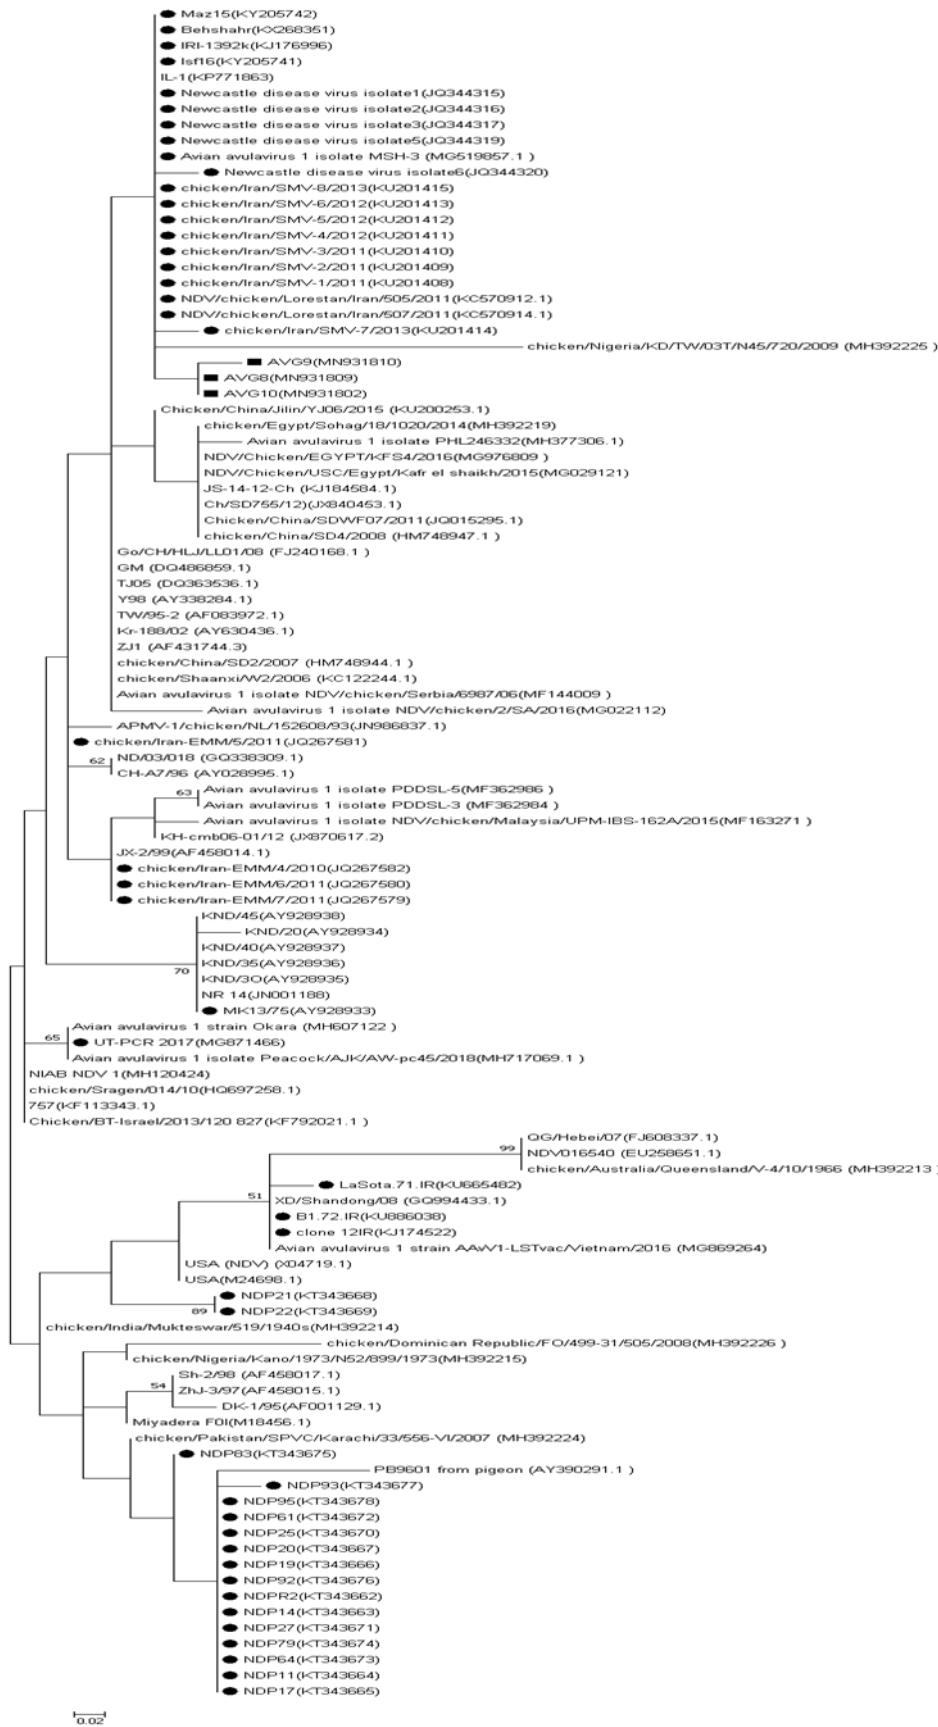 Maz15(KY205742)
Behshahr(KX268351)
IRI-1392k(KJ176996)
Isf16(KY205741)
IL-1(KP771863)
Newcastle disease virus isolate1(JQ344315)
Newcastle disease virus isolate2(JQ344316)
Newcastle disease virus isolate3(JQ344317)
Newcastle disease virus isolate5(JQ344319)
Avian avulavirus 1 isolate MSH-3 (MG519857.1 )
Newcastle disease virus isolate6(JQ344320)
chicken/Iran/SMV-8/2013(KU201415)
chicken/Iran/SMV-6/2012(KU201413)
chicken/Iran/SMV-5/2012(KU201412)
chicken/Iran/SMV-4/2012(KU201411)
chicken/Iran/SMV-3/2011(KU201410)
chicken/Iran/SMV-2/2011(KU201409)
chicken/Iran/SMV-1/2011(KU201408)
NDV/chicken/Lorestan/Iran/505/2011(KC570912.1)
NDV/chicken/Lorestan/Iran/507/2011(KC570914.1)
chicken/Iran/SMV-7/2013(KU201414)
chicken/Nigeria/KD/TW/03T/N45/720/2009 (MH392225 )
AVG9(MN931810)
AVG8(MN931809)
AVG10(MN931802)
Chicken/China/Jilin/YJ06/2015 (KU200253.1)
chicken/Egypt/Sohag/18/1020/2014(MH392219)
Avian avulavirus 1 isolate PHL246332(MH377306.1)
NDV/Chicken/EGYPT/KFS4/2016(MG976809 )
NDV/Chicken/USC/Egypt/Kafr el shaikh/2015(MG029121)
JS-14-12-Ch (KJ184584.1)
Ch/SD755/12)(JX840453.1)
Chicken/China/SDWF07/2011(JQ015295.1)
chicken/China/SD4/2008 (HM748947.1 )
Go/CH/HLJ/LL01/08 (FJ240168.1 )
GM (DQ486859.1)
TJ05 (DQ363536.1)
Y98 (AY338284.1)
TW/95-2 (AF083972.1)
Kr-188/02 (AY630436.1)
ZJ1 (AF431744.3)
chicken/China/SD2/2007 (HM748944.1 )
chicken/Shaanxi/W2/2006 (KC122244.1)
Avian avulavirus 1 isolate NDV/chicken/Serbia/6987/06(MF144009 )
Avian avulavirus 1 isolate NDV/chicken/2/SA/2016(MG022112)
APMV-1/chicken/NL/152608/93(JN986837.1)
chicken/Iran-EMM/5/2011(JQ267581)
62
ND/03/018 (GQ338309.1)
CH-A7/96 (AY028995.1)
63
Avian avulavirus 1 isolate PDDSL-5(MF362986 )
Avian avulavirus 1 isolate PDDSL-3 (MF362984 )
Avian avulavirus 1 isolate NDV/chicken/Malaysia/UPM-IBS-162A/2015(MF163271 )
KH-cmb06-01/12 (JX870617.2)
JX-2/99(AF458014.1)
chicken/Iran-EMM/4/2010(JQ267582)
chicken/Iran-EMM/6/2011(JQ267580)
chicken/Iran-EMM/7/2011(JQ267579)
KND/45(AY928938)
KND/20(AY928934)
KND/40(AY928937)
70
KND/35(AY928936)
KND/3O(AY928935)
NR 14(JN001188)
MK13/75(AY928933)
65
Avian avulavirus 1 strain Okara (MH607122 )
UT-PCR 2017(MG871466)
Avian avulavirus 1 isolate Peacock/AJK/AW-pc45/2018(MH717069.1 )
NIAB NDV 1(MH120424)
chicken/Sragen/014/10(HQ697258.1)
757(KF113343.1)
Chicken/BT-Israel/2013/120 827(KF792021.1 )
99
QG/Hebei/07(FJ608337.1)
NDV016540 (EU258651.1)
chicken/Australia/Queensland/V-4/10/1966 (MH392213 )
LaSota.71.IR(KU665482)
51
XD/Shandong/08 (GQ994433.1)
B1.72.IR(KU886038)
clone 12IR(KJ174522)
Avian avulavirus 1 strain AAvV1-LSTvac/Vietnam/2016 (MG869264)
USA (NDV) (X04719.1)
USA(M24698.1)
89
NDP21(KT343668)
NDP22(KT343669)
chicken/India/Mukteswar/519/1940s(MH392214)
chicken/Dominican Republic/FO/499-31/505/2008(MH392226 )
chicken/Nigeria/Kano/1973/N52/899/1973(MH392215)
54
Sh-2/98 (AF458017.1)
ZhJ-3/97(AF458015.1)
DK-1/95(AF001129.1)
Miyadera F0I(M18456.1)
chicken/Pakistan/SPVC/Karachi/33/556-VI/2007 (MH392224)
NDP83(KT343675)
PB9601 from pigeon (AY390291.1 )
NDP93(KT343677)
NDP95(KT343678)
NDP61(KT343672)
NDP25(KT343670)
NDP20(KT343667)
NDP19(KT343666)
NDP92(KT343676)
NDPR2(KT343662)
NDP14(KT343663)
NDP27(KT343671)
NDP79(KT343674)
NDP64(KT343673)
NDP11(KT343664)
NDP17(KT343665)
0.02